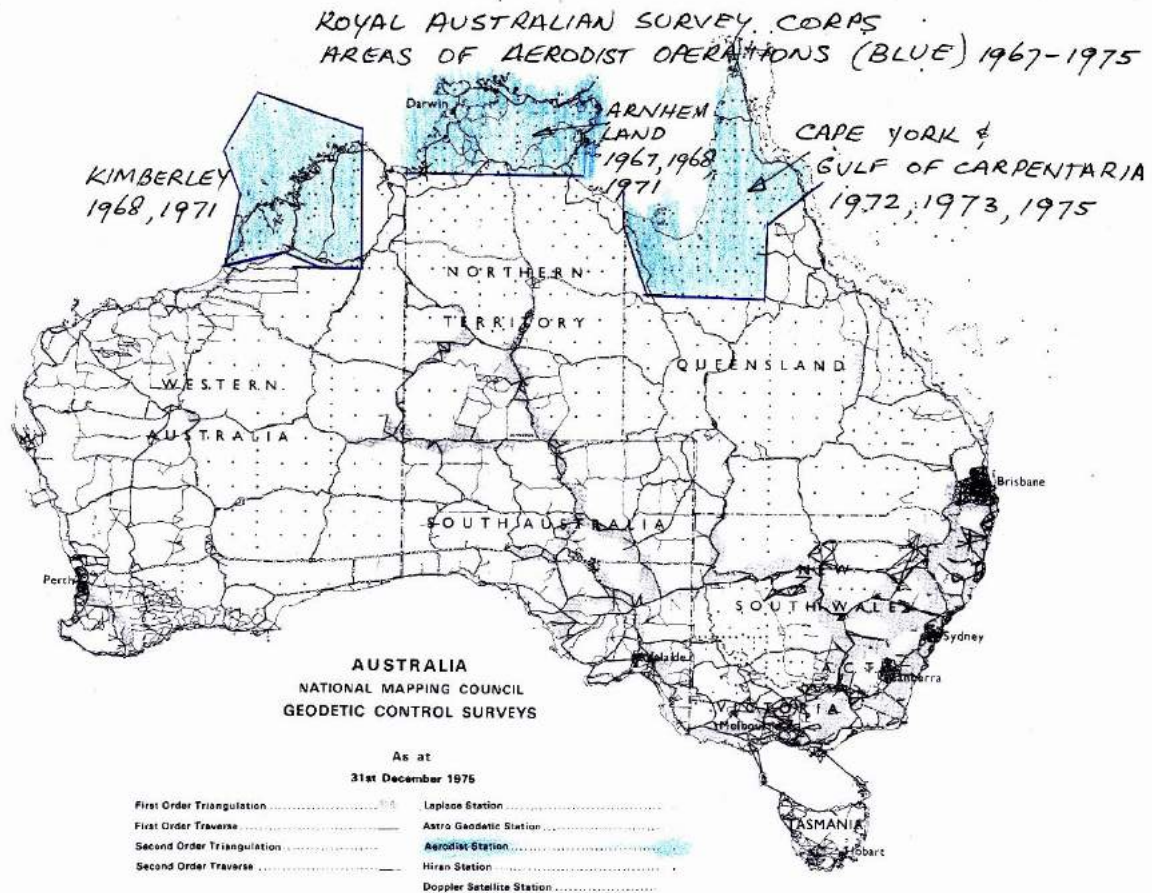 ROYAL AUSTRALIAN SURVEY CORPS
AREAS OF AERODIST OPERATIONS (BLUE) 1967-1975
Darwin
ARNHEM
LAND
1967, 1968,
1971
CAPE YORK &
GULF OF CARPENTARIA
1972, 1973, 1975
KIMBERLEY
1968, 1971
NORTHERN
TERRITORY
QUEENSLAND
WESTERN
AUSTRALIA
Brisbane
SOUTH AUSTRALIA
Perth
NEW
SOUTH WALES
Sydney
Adelaide
A C T
Canberra
VICTORIA
Melbourne
TASMANIA
Hobart
AUSTRALIA
NATIONAL MAPPING COUNCIL
GEODETIC CONTROL SURVEYS
As at
31st December 1975
First Order Triangulation
First Order Traverse
Second Order Triangulation
Second Order Traverse
Laplace Station
Astro Geodetic Station
Aerodist Station
Hiran Station
Doppler Satellite Station